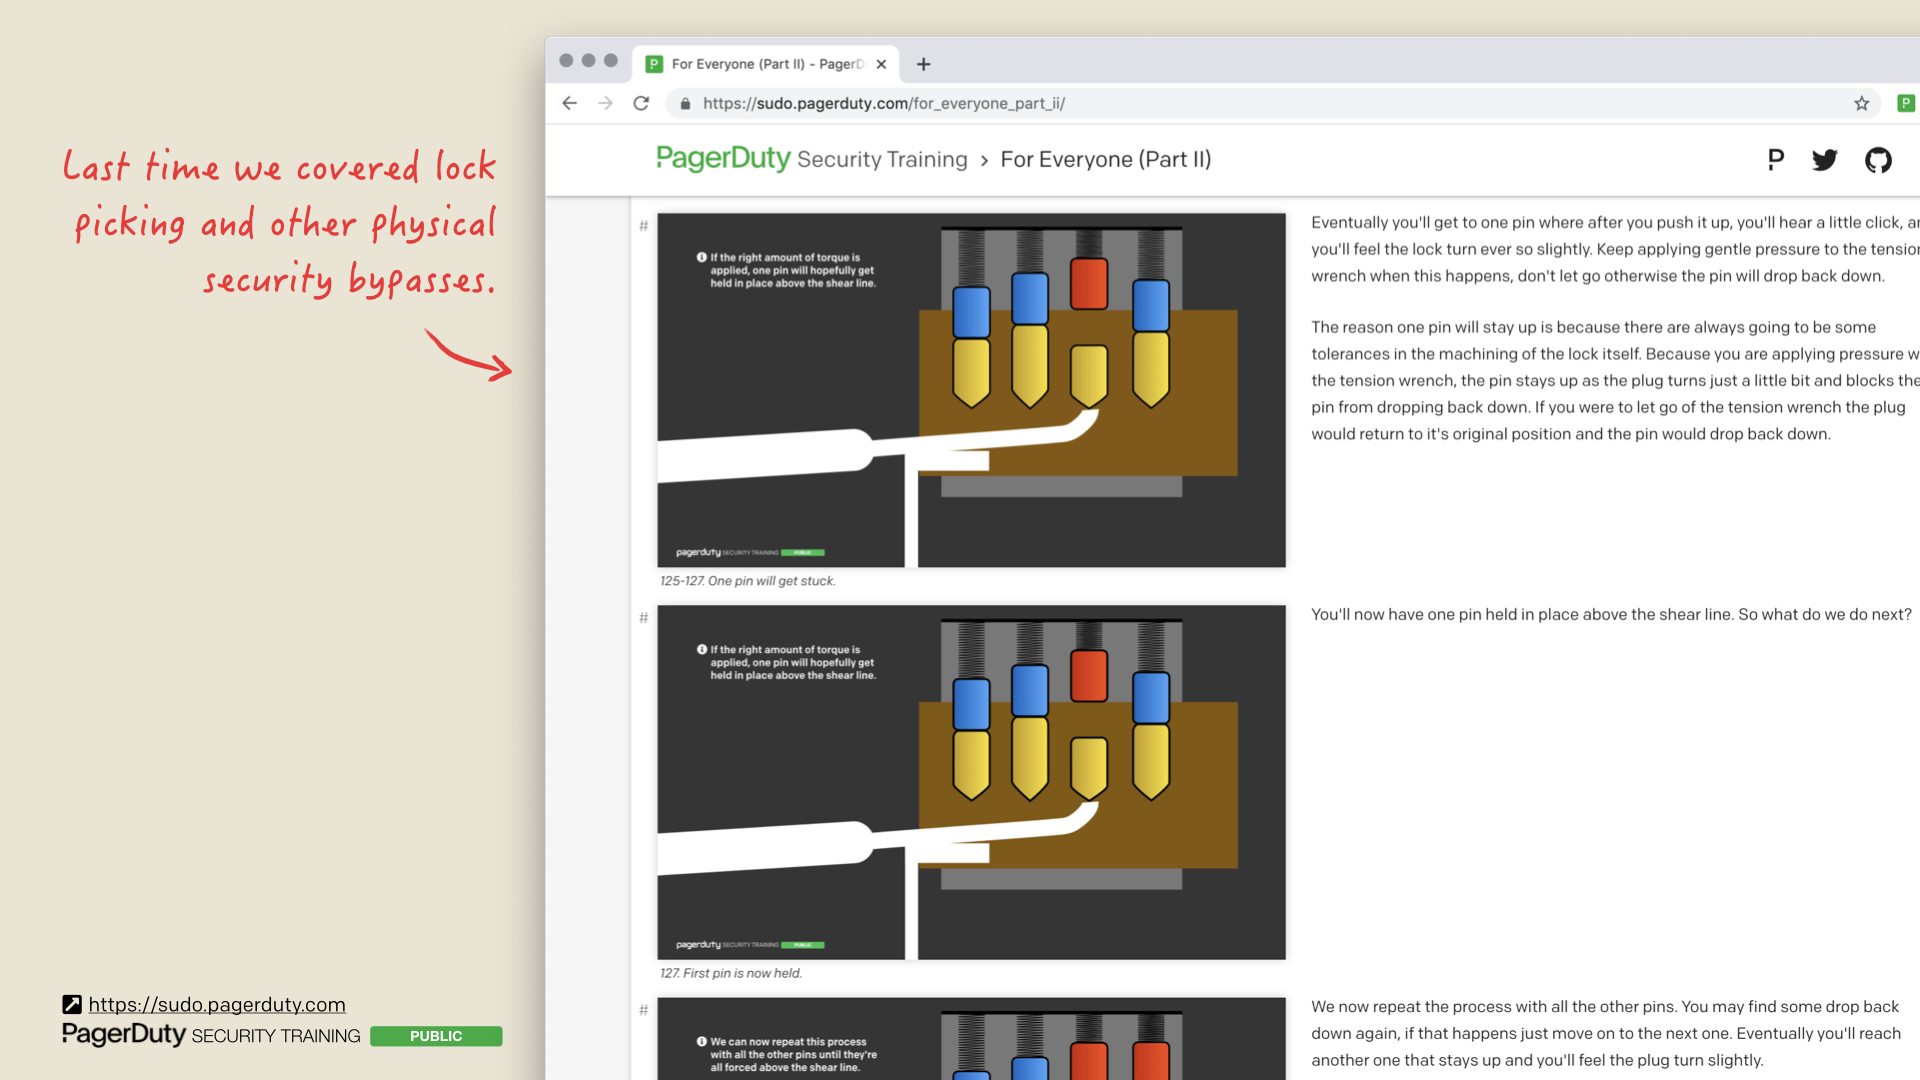 Last time we covered lock
picking and other physical
security bypasses.
https://sudo.pagerduty.com
PagerDuty SECURITY TRAINING PUBLIC
P For Everyone (Part II) - PagerD
https://sudo.pagerduty.com/for_everyone_part_ii/
P
PagerDuty Security Training › For Everyone (Part II)
P
#
If the right amount of torque is
applied, one pin will hopefully get
held in place above the shear line.
pagerduty SECURITY TRAINING PUBLIC
125-127. One pin will get stuck.
Eventually you'll get to one pin where after you push it up, you'll hear a little click, an
you'll feel the lock turn ever so slightly. Keep applying gentle pressure to the tension
wrench when this happens, don't let go otherwise the pin will drop back down.
The reason one pin will stay up is because there are always going to be some
tolerances in the machining of the lock itself. Because you are applying pressure w
the tension wrench, the pin stays up as the plug turns just a little bit and blocks the
pin from dropping back down. If you were to let go of the tension wrench the plug
would return to it's original position and the pin would drop back down.
#
If the right amount of torque is
applied, one pin will hopefully get
held in place above the shear line.
pagerduty SECURITY TRAINING PUBLIC
127. First pin is now held.
You'll now have one pin held in place above the shear line. So what do we do next?
#
We can now repeat this process
with all the other pins until they're
all forced above the shear line.
We now repeat the process with all the other pins. You may find some drop back
down again, if that happens just move on to the next one. Eventually you'll reach
another one that stays up and you'll feel the plug turn slightly.